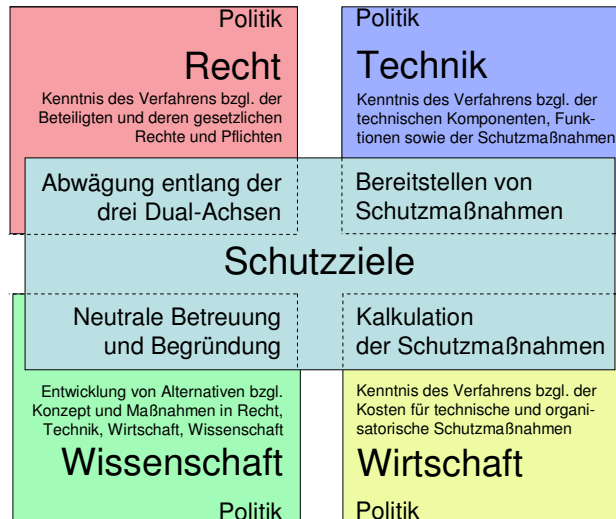 Politik
Recht
Kenntnis des Verfahrens bzgl. der
Beteiligten und deren gesetzlichen
Rechte und Pflichten
Politik
Technik
Kenntnis des Verfahrens bzgl. der
technischen Komponenten, Funk-
tionen sowie der Schutzmaßnahmen
Abwägung entlang der
drei Dual-Achsen
Bereitstellen von
Schutzmaßnahmen
Schutzziele
Neutrale Betreuung
und Begründung
Kalkulation
der Schutzmaßnahmen
Entwicklung von Alternativen bzgl.
Konzept und Maßnahmen in Recht,
Technik, Wirtschaft, Wissenschaft
Wissenschaft
Politik
Kenntnis des Verfahrens bzgl. der
Kosten für technische und organi-
satorische Schutzmaßnahmen
Wirtschaft
Politik